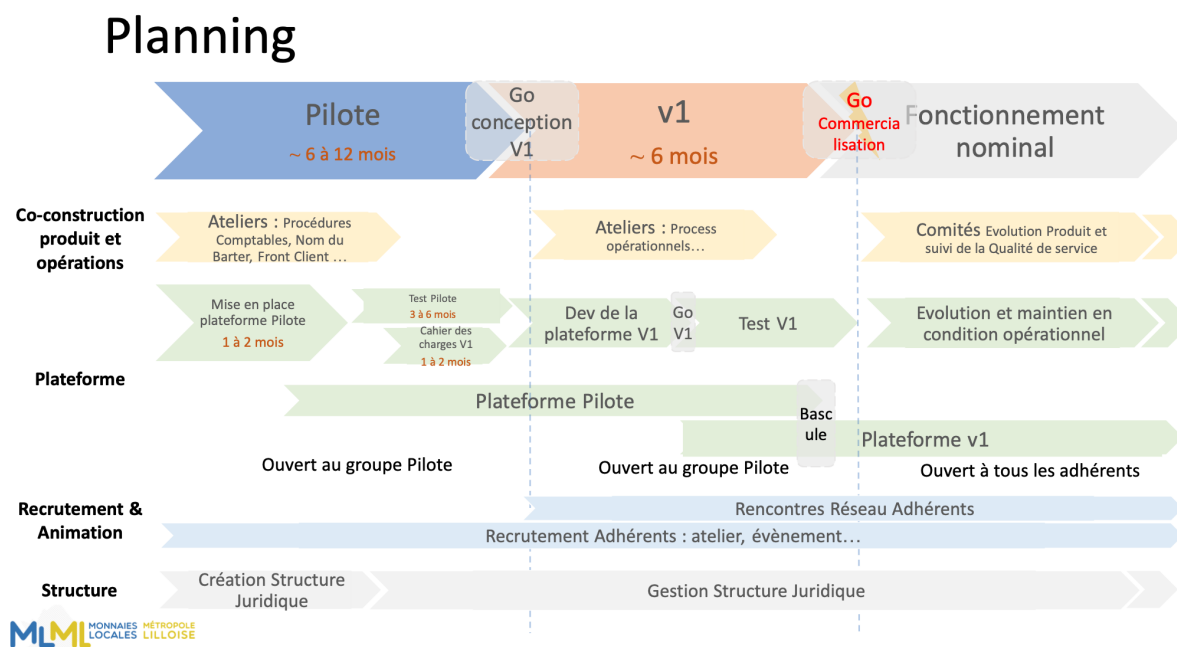 Planning
Pilote
~ 6 à 12 mois
Go
conception
V1
v1
~ 6 mois
Go
Commercia
lisation
Fonctionnement
nominal
Co-construction
produit et
opérations
Ateliers : Procédures
Comptables, Nom du
Barter, Front Client …
Ateliers : Process
opérationnels…
Comités Evolution Produit et
suivi de la Qualité de service
Plateforme
Mise en place
plateforme Pilote
1 à 2 mois
Test Pilote
3 à 6 mois
Cahier des
charges V1
1 à 2 mois
Dev de la
plateforme V1
Go
V1
Test V1
Evolution et maintien en
condition opérationnel
Plateforme Pilote
Basc
ule
Plateforme v1
Ouvert au groupe Pilote
Ouvert au groupe Pilote
Ouvert à tous les adhérents
Recrutement &
Animation
Rencontres Réseau Adhérents
Recrutement Adhérents : atelier, évènement…
Structure
Création Structure
Juridique
Gestion Structure Juridique
MLML
MONNAIES
LOCALES
MÉTROPOLE
LILLOISE